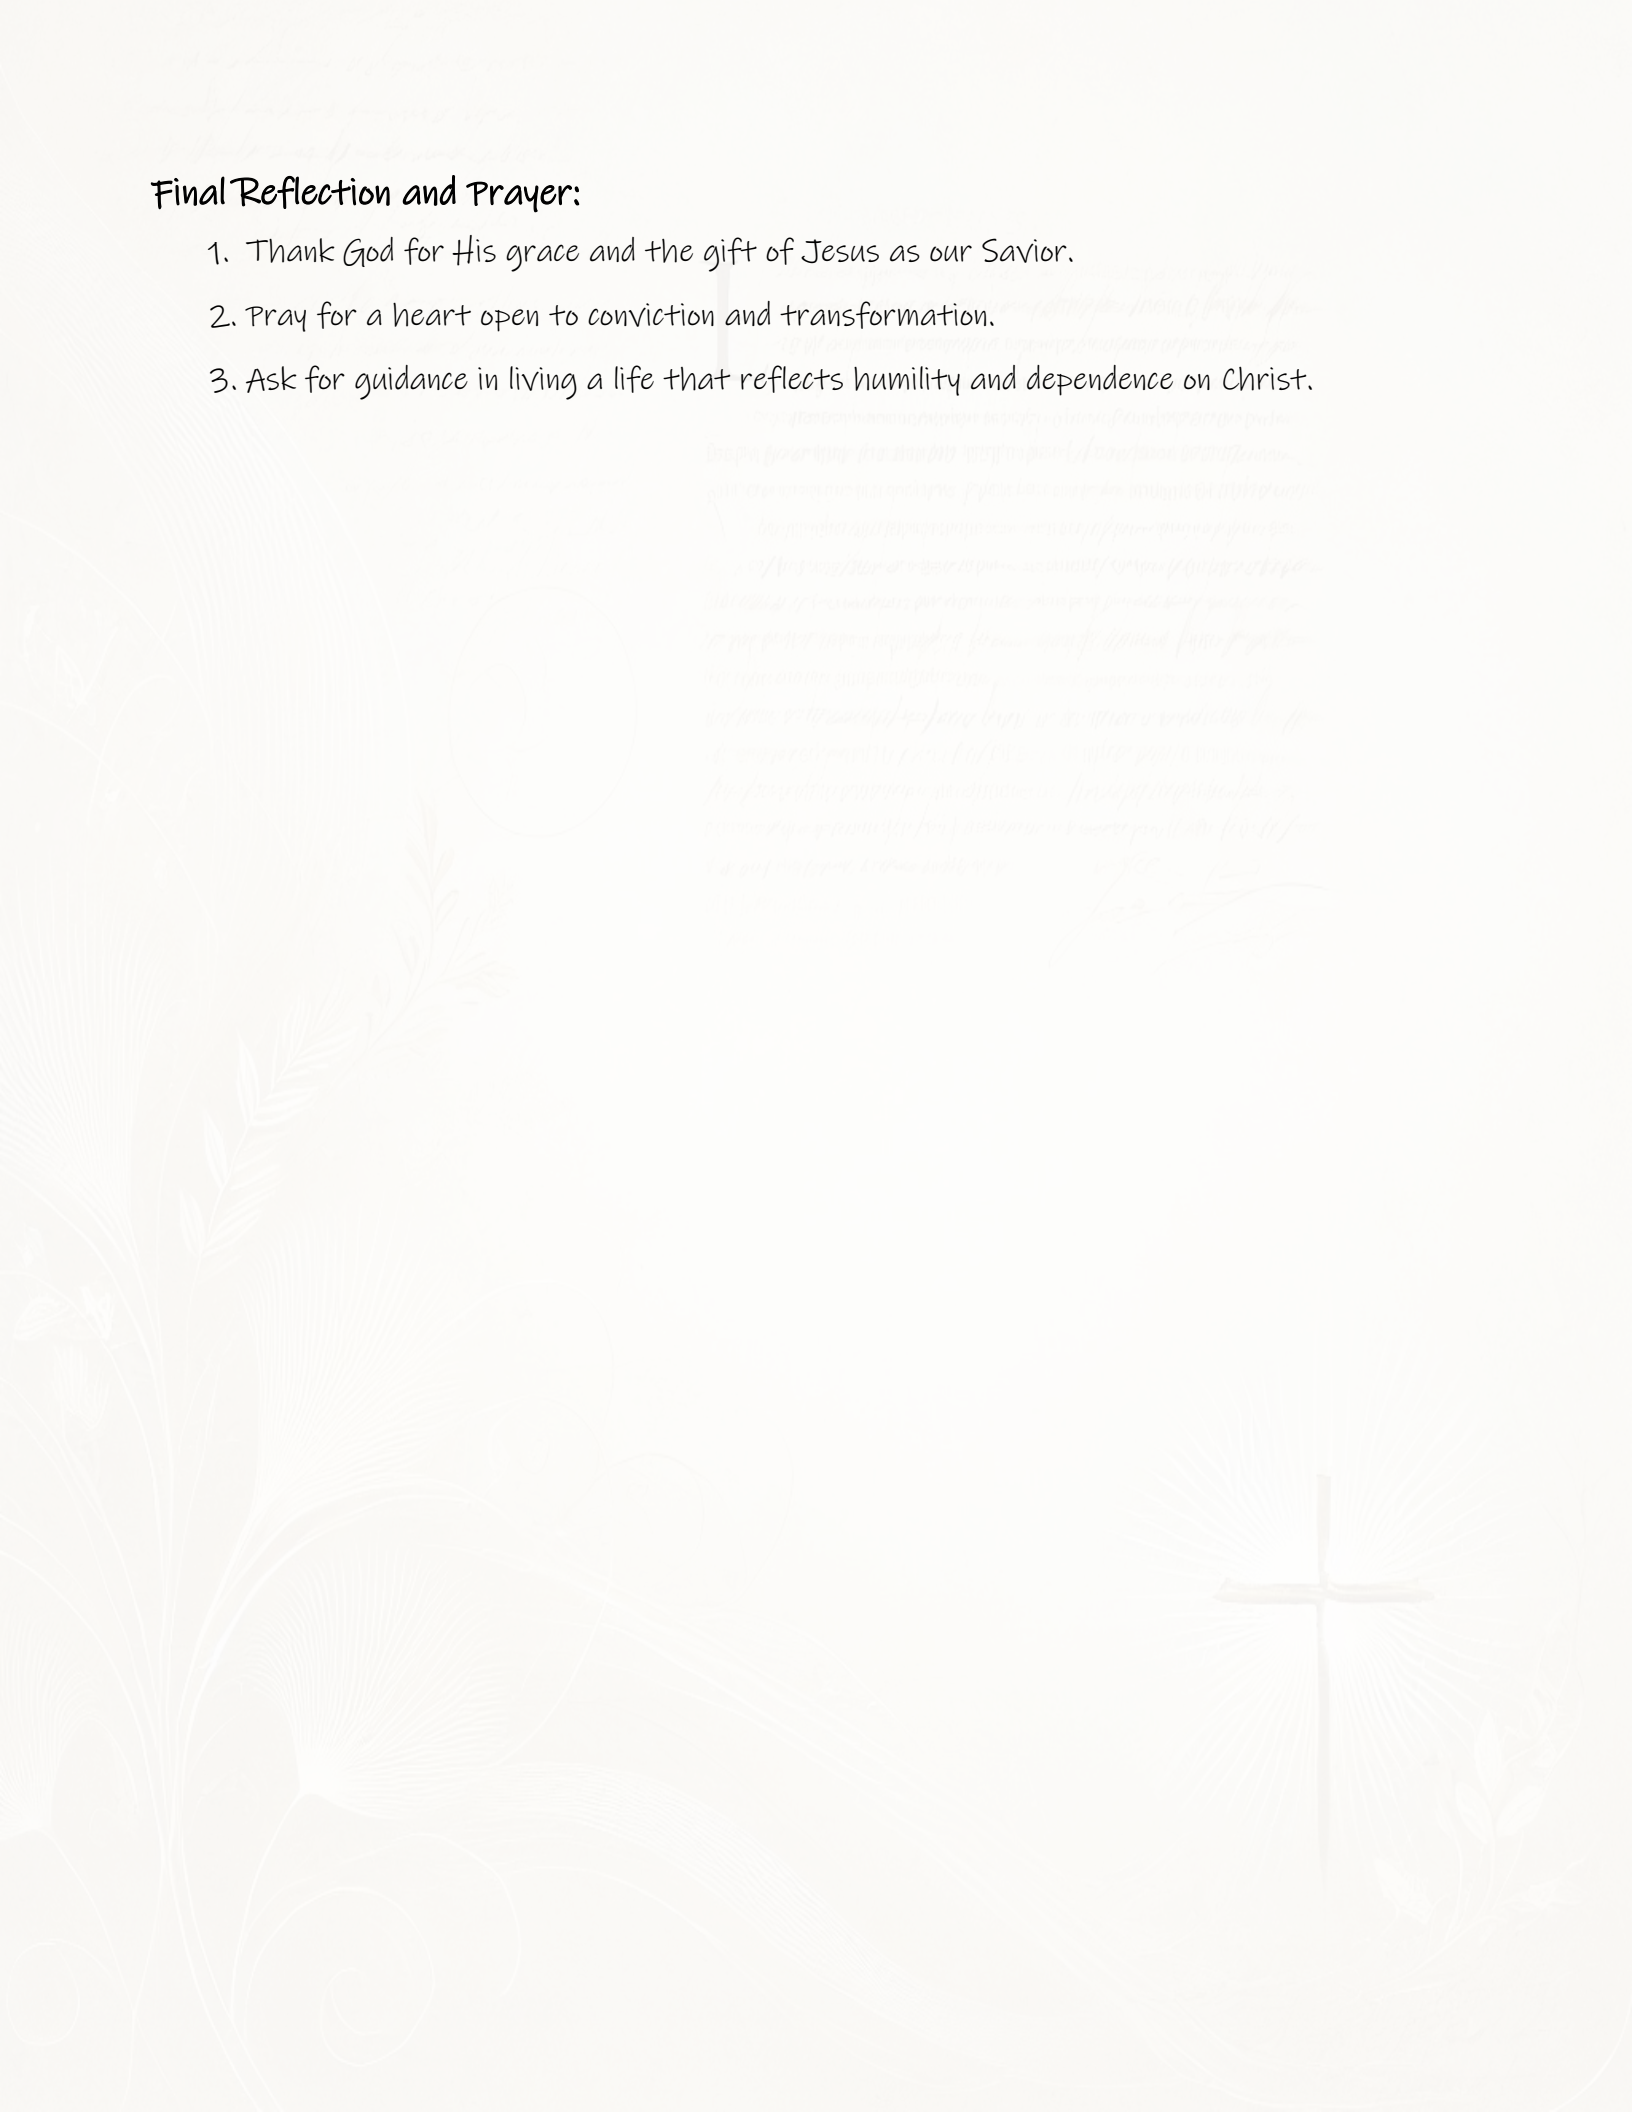 Final Reflection and Prayer:
1. Thank God for His grace and the gift of Jesus as our Savior.
2. Pray for a heart open to conviction and transformation.
3. Ask for guidance in living a life that reflects humility and dependence on Christ.